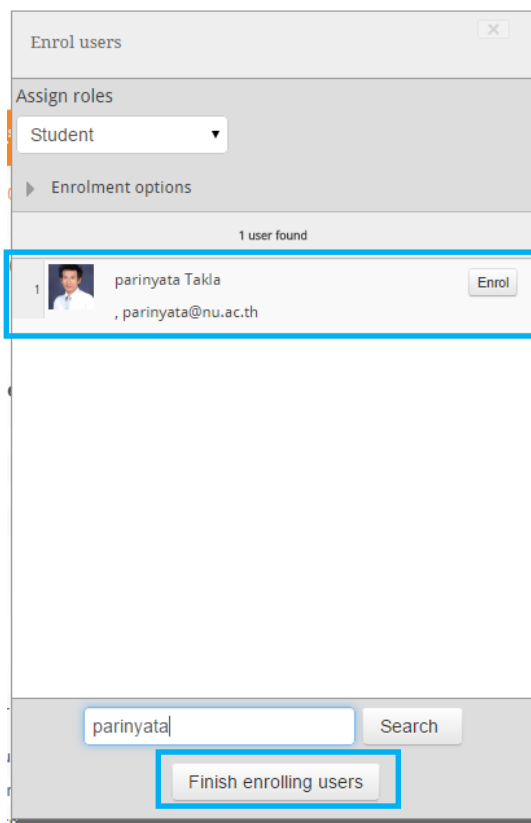 Enrol users
Assign roles
Student
Enrolment options
1 user found
1
parinyata Takla
Enrol
, parinyata@nu.ac.th
parinyata
Search
Finish enrolling users